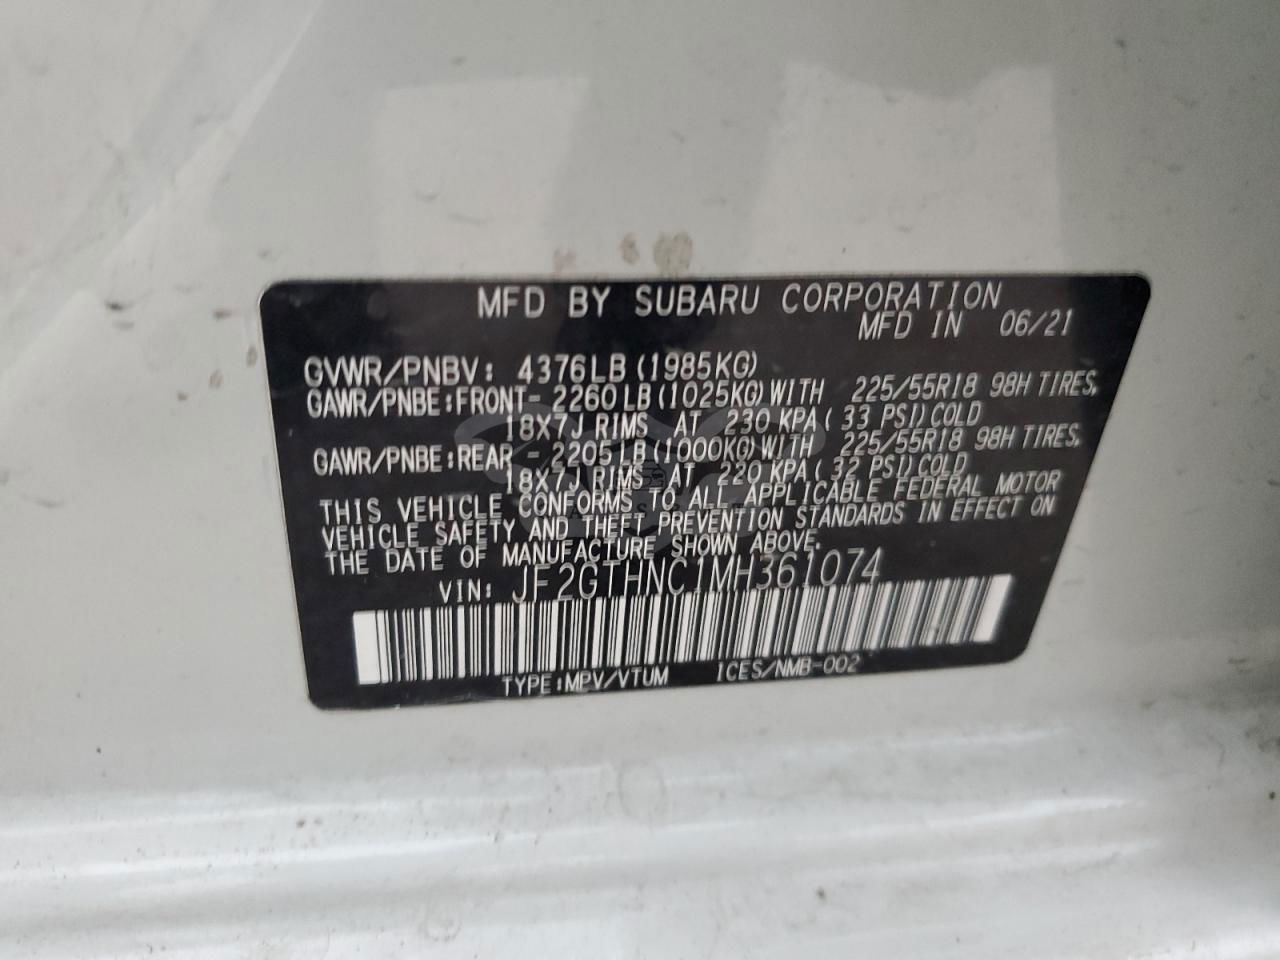 MFD BY SUBARU CORPORATION
MFD IN 06/21
GVWR/PNBV: 4376LB (1985KG)
GAWR/PNBE:FRONT- 2260LB (1025KG) WITH 225/55R18 98H TIRES,
18X7J RIMS AT 230 KPA( 33 PSI) COLD
GAWR/PNBE:REAR - 2205LB(1000KG)WITH 225/55R18 98H TIRES,
18X7J RIMS AT 220 KPA( 32 PSI) COLD
THIS VEHICLE CONFORMS TO ALL APPLICABLE FEDERAL MOTOR
VEHICLE SAFETY AND THEFT PREVENTION STANDARDS IN EFFECT ON
THE DATE OF MANUFACTURE SHOWN ABOVE.
VIN: JF2GTHNC1MH361074
TYPE:MPV/VTUM ICES/NMB-002